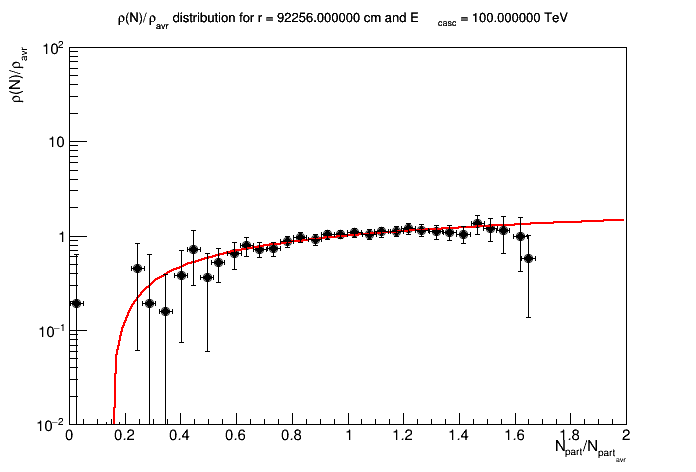 ρ(N)/ρavr distribution for r = 92256.000000 cm and E casc = 100.000000 TeV
ρ(N)/ρavr
10²
10
1
10⁻¹
10⁻²
0 0.2 0.4 0.6 0.8 1 1.2 1.4 1.6 1.8 2
Npart/Npartavr